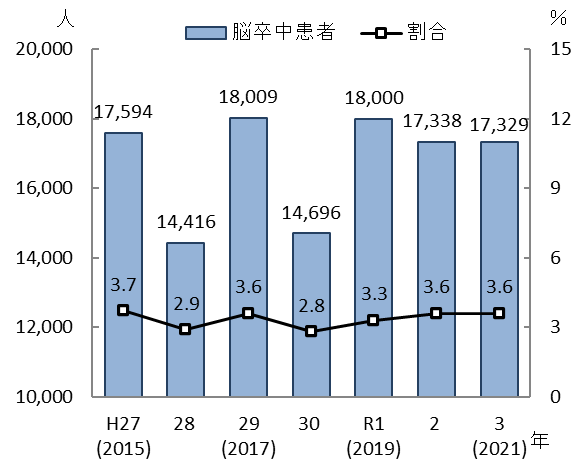 人 %
脳卒中患者 割合
20,000 15
18,000 12
16,000 9
14,000 6
12,000 3
10,000 0
17,594 14,416 18,009 14,696 18,000 17,338 17,329
3.7 2.9 3.6 2.8 3.3 3.6 3.6
H27 28 29 30 R1 2 3 年
(2015) (2017) (2019) (2021)